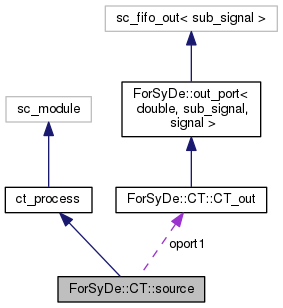 sc_fifo_out< sub_signal >
ForSyDe::out_port<
double, sub_signal,
signal >
sc_module
ct_process
ForSyDe::CT::CT_out
oport1
ForSyDe::CT::source